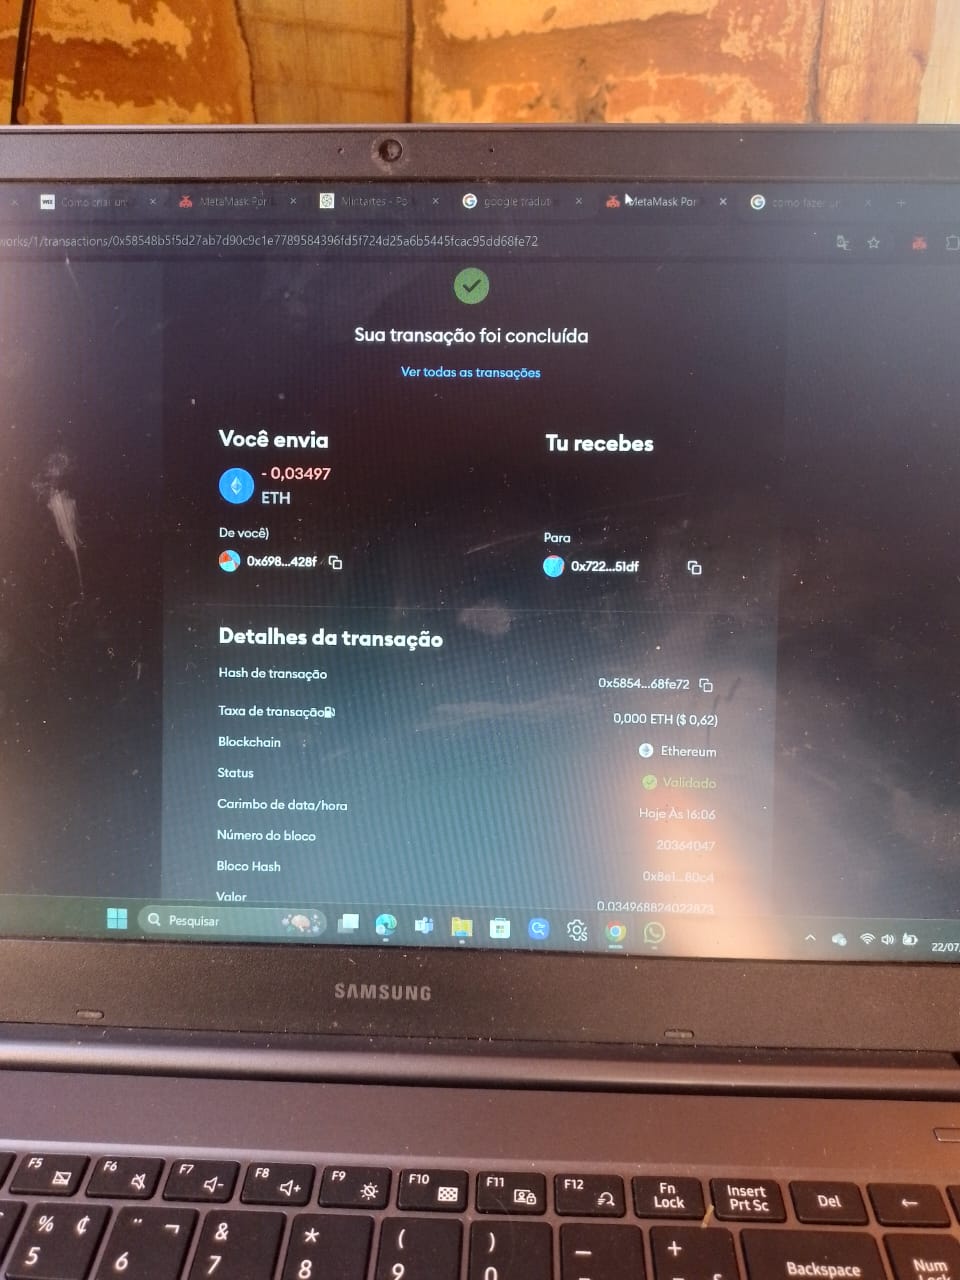 Como criar un
MetaMask Por
Mintartes - Po
google tradut
MetaMask Por
como fazer ur
works/1/transactions/0x58548b5f5d27ab7d90c9c1e7789584396fd5f724d25a6b5445fcac95dd68fe72
Sua transação foi concluída
Ver todas as transações
Você envia
Tu recebes
- 0,03497
ETH
De você)
Para
0x698...428f
0x722...51df
Detalhes da transação
Hash de transação
0x5854...68fe72
Taxa de transação
0,000 ETH ($ 0,62)
Blockchain
Ethereum
Status
Validado
Carimbo de data/hora
Hoje Às 16:06
Número do bloco
20364047
Bloco Hash
0x8e1...80c4
Valor
0.034968824022873
Pesquisar
22/07
SAMSUNG
F5
F6
F7
F8
F9
F10
F11
F12
Fn
Lock
Insert
Prt Sc
Del
←
% ¢
5
" ¬
6
&
7
*
8
(
9
)
0
–
+
Backspace
Num